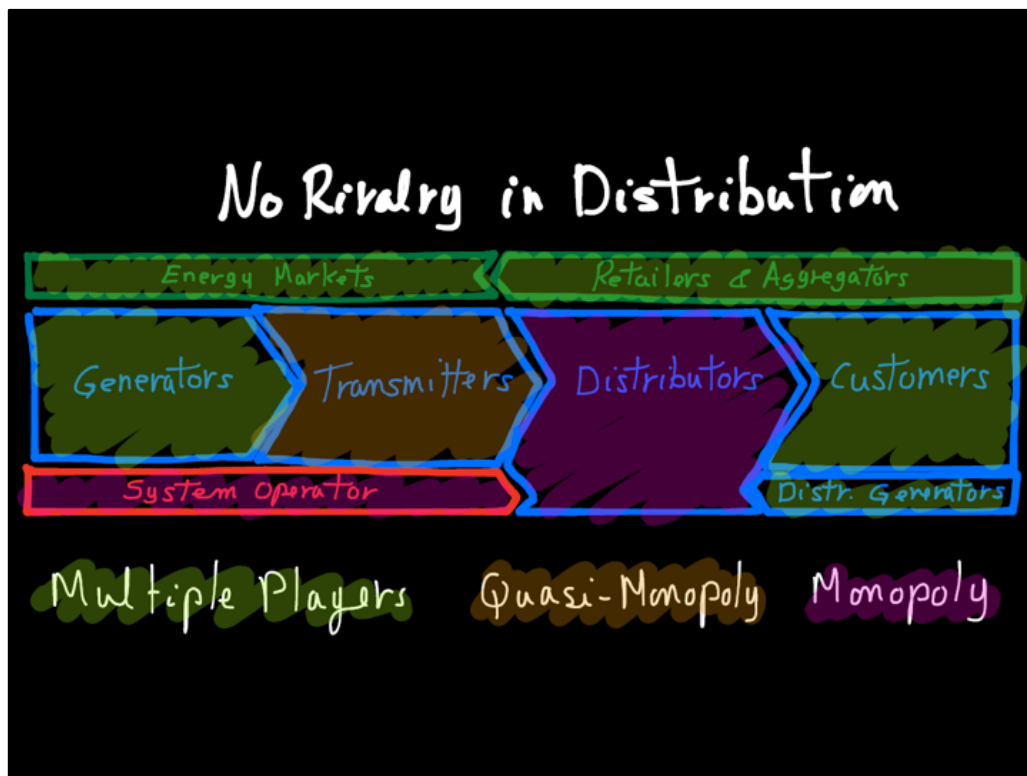 No Rivalry in Distribution
Energy Markets Retailers & Aggregators
Generators Transmitters Distributors Customers
System Operator Distr. Generators
Multiple Players Quasi-Monopoly Monopoly